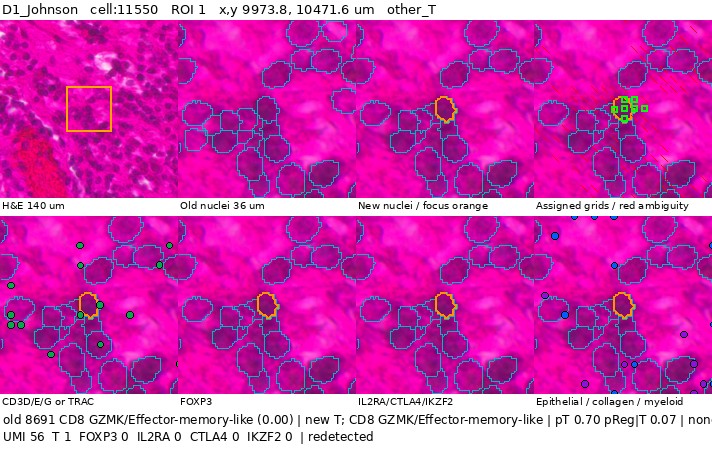 D1_Johnson cell:11550 ROI 1 x,y 9973.8, 10471.6 um other_T
H&E 140 um
Old nuclei 36 um
New nuclei / focus orange
Assigned grids / red ambiguity
CD3D/E/G or TRAC
FOXP3
IL2RA/CTLA4/IKZF2
Epithelial / collagen / myeloid
old 8691 CD8 GZMK/Effector-memory-like (0.00) | new T; CD8 GZMK/Effector-memory-like | pT 0.70 pReg|T 0.07 | non
UMI 56 T 1 FOXP3 0 IL2RA 0 CTLA4 0 IKZF2 0 | redetected